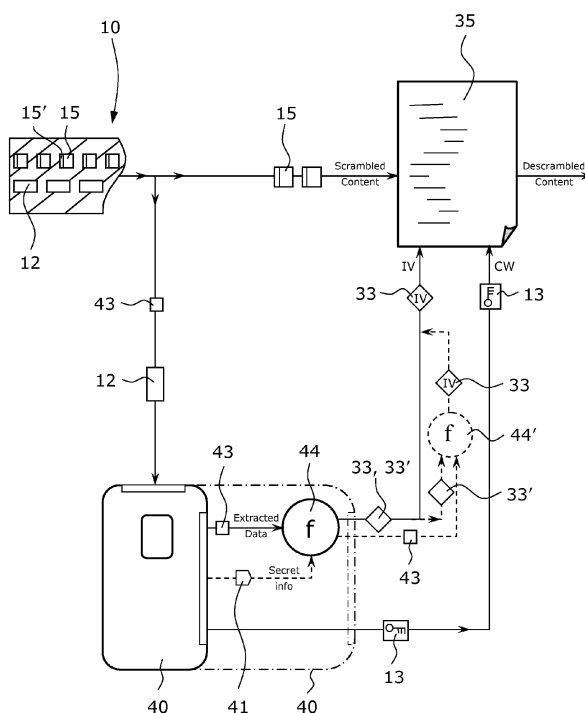 10
35
15′ 15
15
Scrambled
Content
Descrambled
Content
12
IV
CW
43
33
13
12
IV
33
f
44′
43
44
33, 33′
33′
Extracted
Data
f
43
Secret
info
40
41
40
13